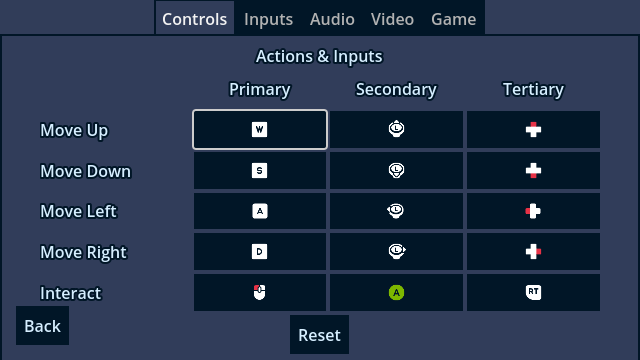 Controls Inputs Audio Video Game
Actions & Inputs
Primary Secondary Tertiary
Move Up W L
Move Down S L
Move Left A L
Move Right D L
Interact A RT
Back
Reset